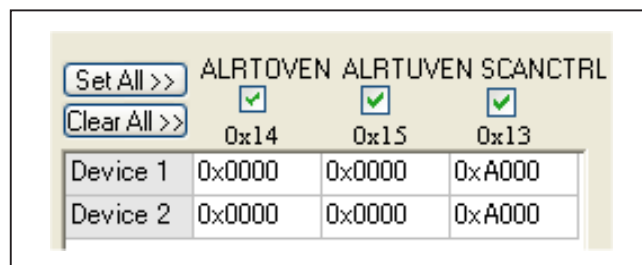 Set All >> ALRTOVEN ALRTUVEN SCANCTRL
Clear All >> 0x14 0x15 0x13
Device 1 0x0000 0x0000 0xA000
Device 2 0x0000 0x0000 0xA000